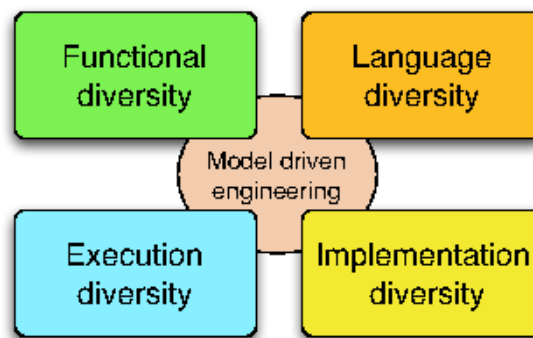 Functional
diversity
Language
diversity
Model driven
engineering
Execution
diversity
Implementation
diversity